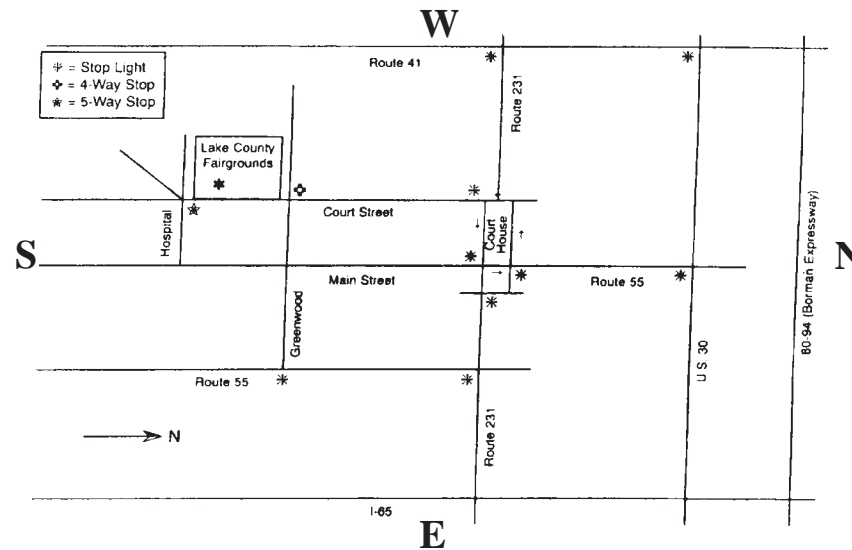 W
✳ = Stop Light
✧ = 4-Way Stop
☆ = 5-Way Stop
Route 41
Route 231
Lake County
Fairgrounds
80-94 (Borman Expressway)
Hospital
Court Street
Court
House
S
N
Main Street
Route 55
Greenwood
U.S. 30
Route 55
Route 231
N
I-65
E